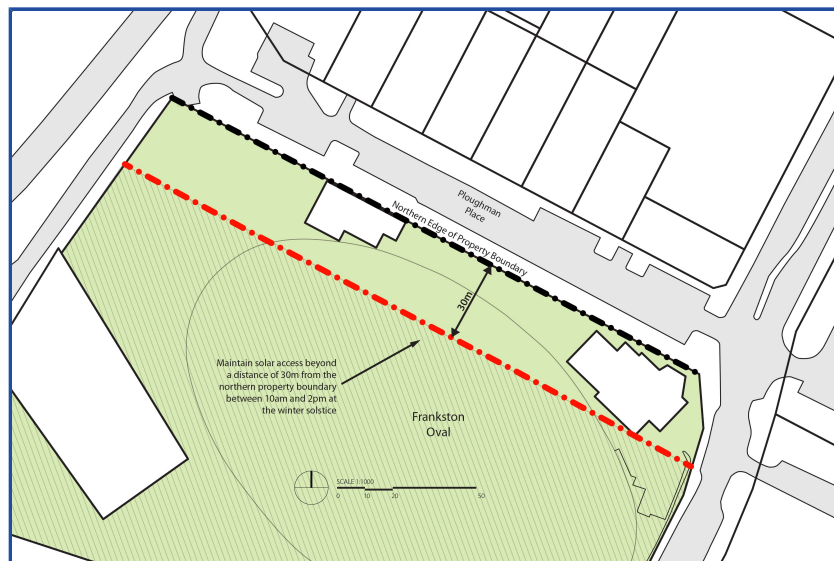 Ploughman
Place
Northern Edge of Property Boundary
30m
Maintain solar access beyond
a distance of 30m from the
northern property boundary
between 10am and 2pm at
the winter solstice
Frankston
Oval
SCALE 1:1000
0 10 20 50